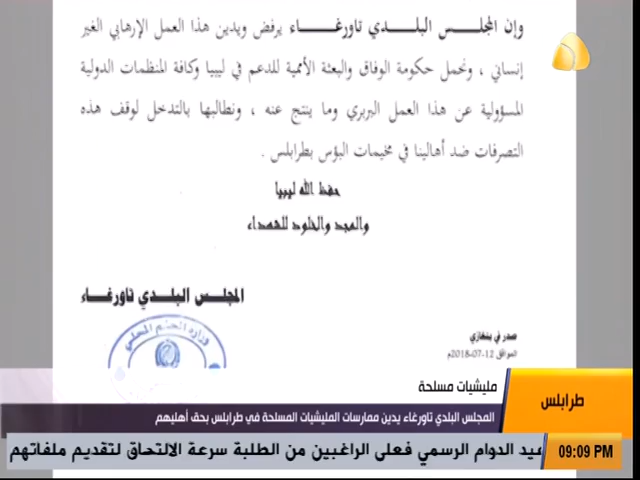 وإن المجلس البلدي تاورغاء يرفض ويدين هذا العمل الإرهابي الغير
إنساني ، ونحمل حكومة الوفاق والبعثة الأممية للدعم في ليبيا وكافة المنظمات الدولية
المسؤولية عن هذا العمل البربري وما ينتج عنه ، ونطالبها بالتدخل لوقف هذه
التصرفات ضد أهالينا في مخيمات البؤس بطرابلس .
حفظ الله ليبيا
والمجد والخلود للشهداء
المجلس البلدي تاورغاء
وزارة الحكم المحلي
صدر في بنغازي
الموافق 12-07-2018م
طرابلس
مليشيات مسلحة
المجلس البلدي تاورغاء يدين ممارسات المليشيات المسلحة في طرابلس بحق أهليهم
09:09 PM
الدوام الرسمي فعلى الراغبين من الطلبة سرعة الالتحاق لتقديم ملفاتهم